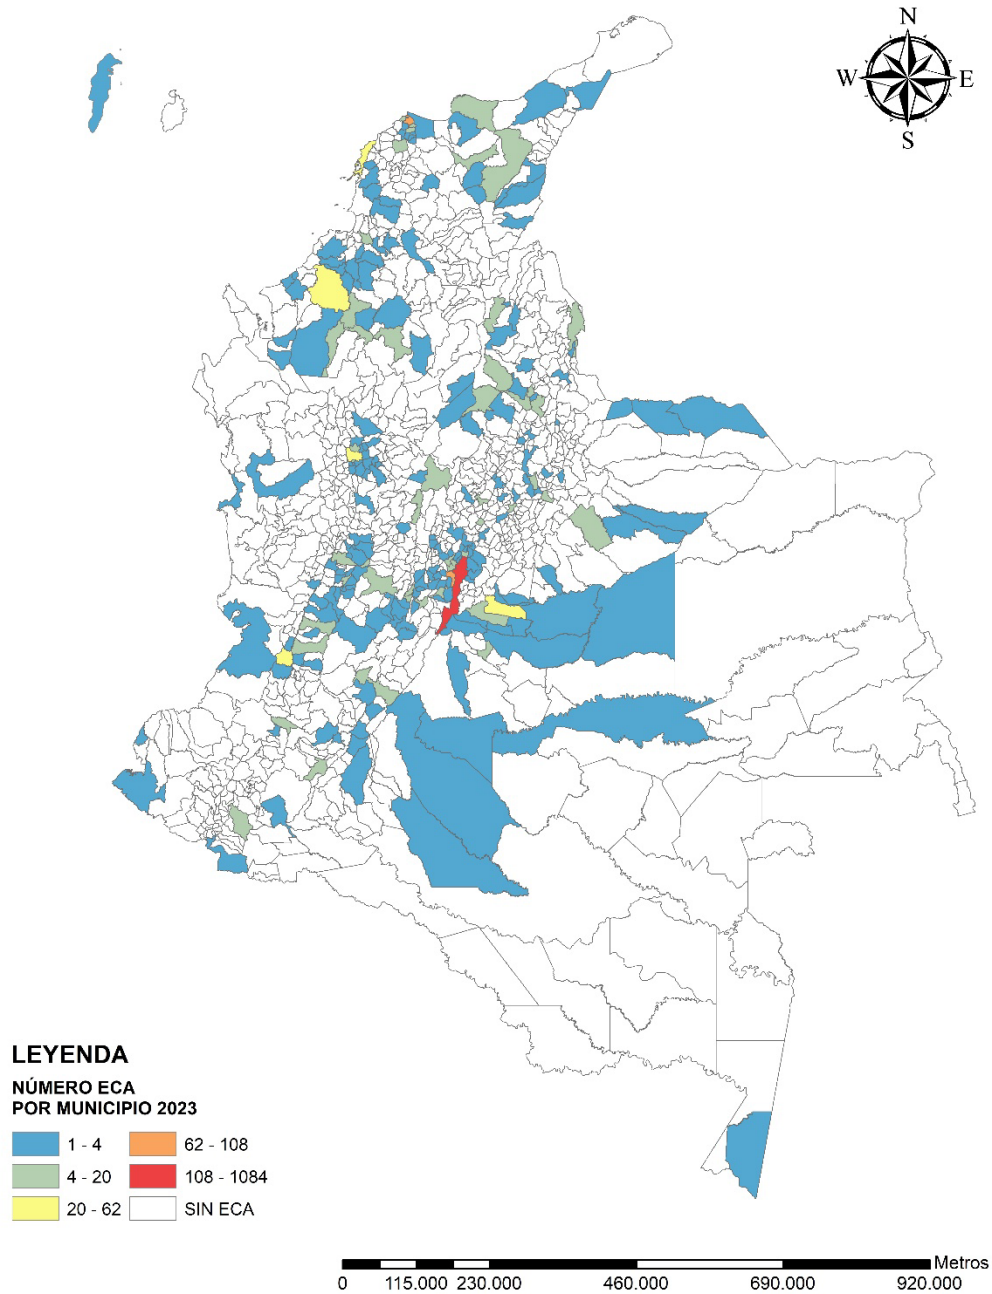 N
W
E
S
LEYENDA
NÚMERO ECA
POR MUNICIPIO 2023
1 - 4
62 - 108
4 - 20
108 - 1084
20 - 62
SIN ECA
Metros
0 115.000 230.000 460.000 690.000 920.000